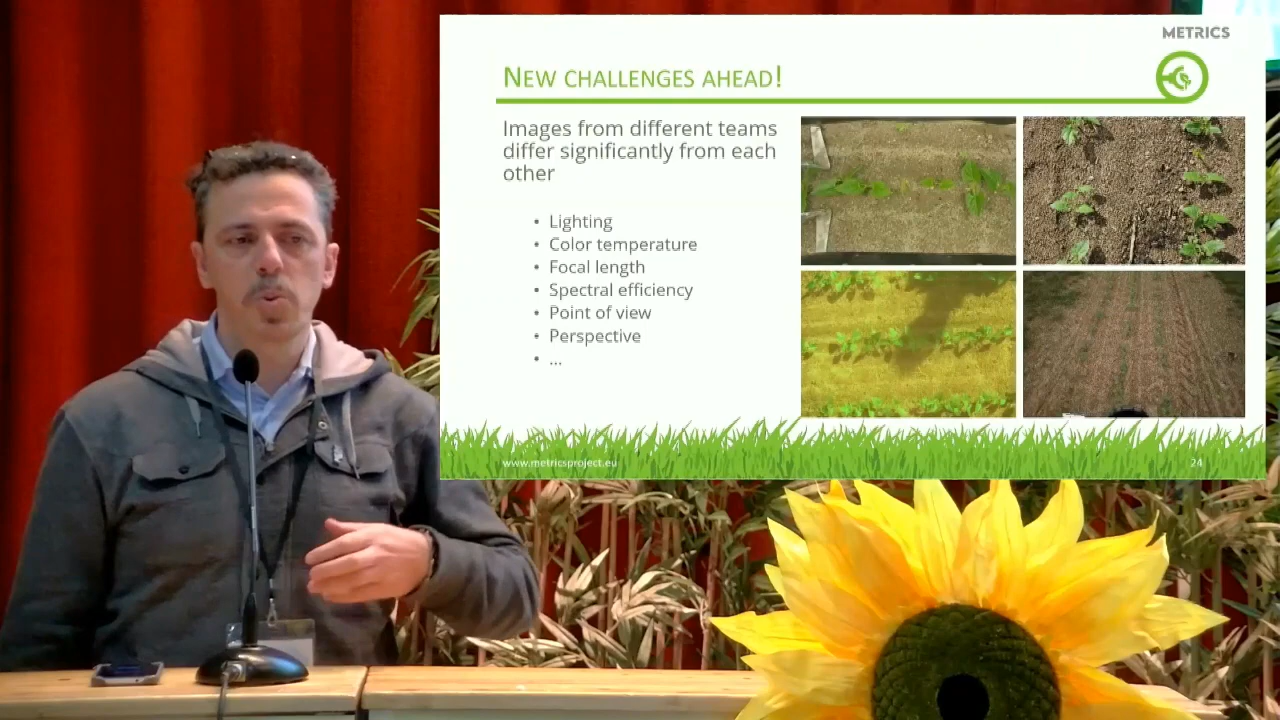 METRICS
NEW CHALLENGES AHEAD!
Images from different teams
differ significantly from each
other
• Lighting
• Color temperature
• Focal length
• Spectral efficiency
• Point of view
• Perspective
• ...
www.metricsproject.eu
24